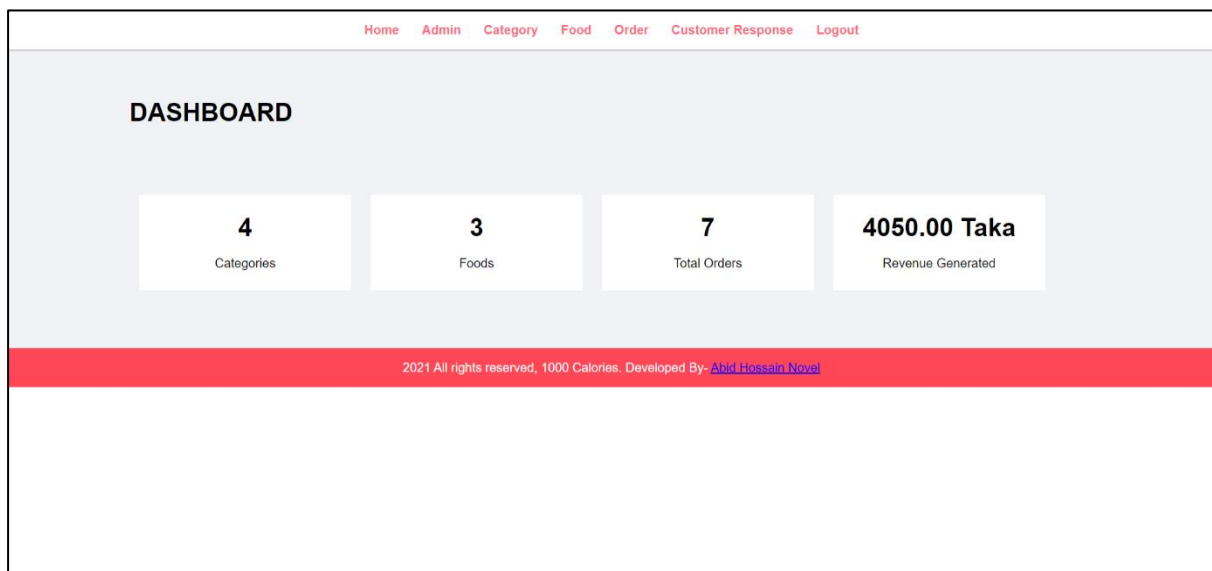 Home Admin Category Food Order Customer Response Logout
DASHBOARD
4 3 7 4050.00 Taka
Categories Foods Total Orders Revenue Generated
2021 All rights reserved, 1000 Calories. Developed By- Abid Hossain Novel